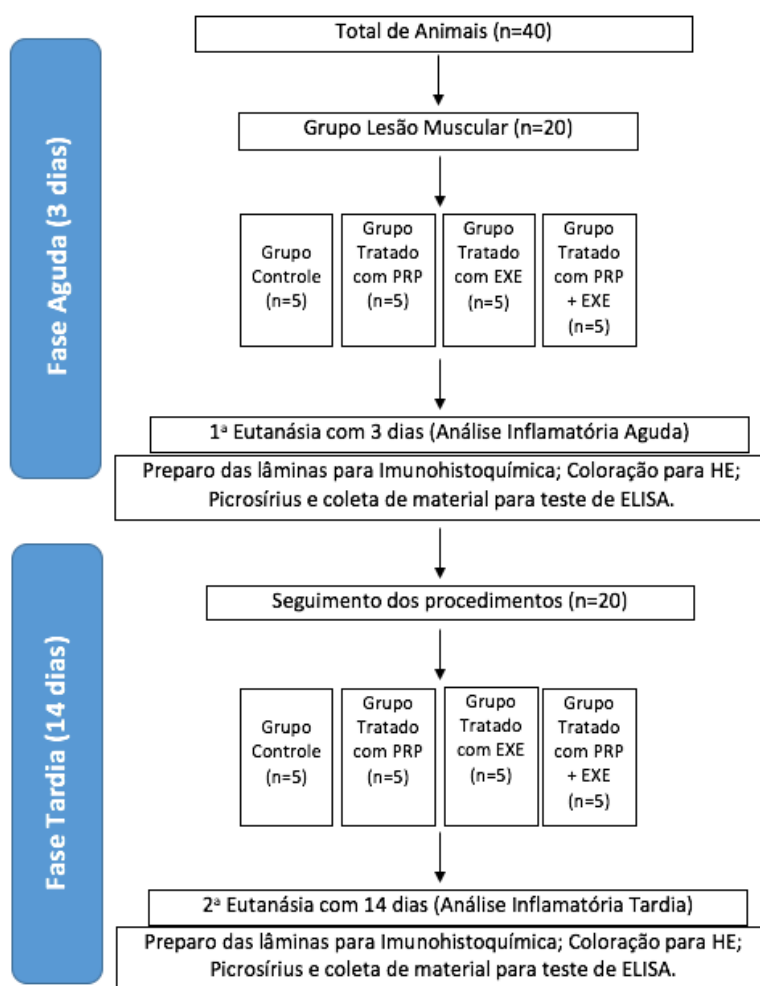 Total de Animais (n=40)
Fase Aguda (3 dias)
Grupo Lesão Muscular (n=20)
Grupo
Controle
(n=5)
Grupo
Tratado
com PRP
(n=5)
Grupo
Tratado
com EXE
(n=5)
Grupo
Tratado
com PRP
+ EXE
(n=5)
1ª Eutanásia com 3 dias (Análise Inflamatória Aguda)
Preparo das lâminas para Imunohistoquímica; Coloração para HE;
Picrosírius e coleta de material para teste de ELISA.
Fase Tardia (14 dias)
Seguimento dos procedimentos (n=20)
Grupo
Controle
(n=5)
Grupo
Tratado
com PRP
(n=5)
Grupo
Tratado
com EXE
(n=5)
Grupo
Tratado
com PRP
+ EXE
(n=5)
2ª Eutanásia com 14 dias (Análise Inflamatória Tardia)
Preparo das lâminas para Imunohistoquímica; Coloração para HE;
Picrosírius e coleta de material para teste de ELISA.